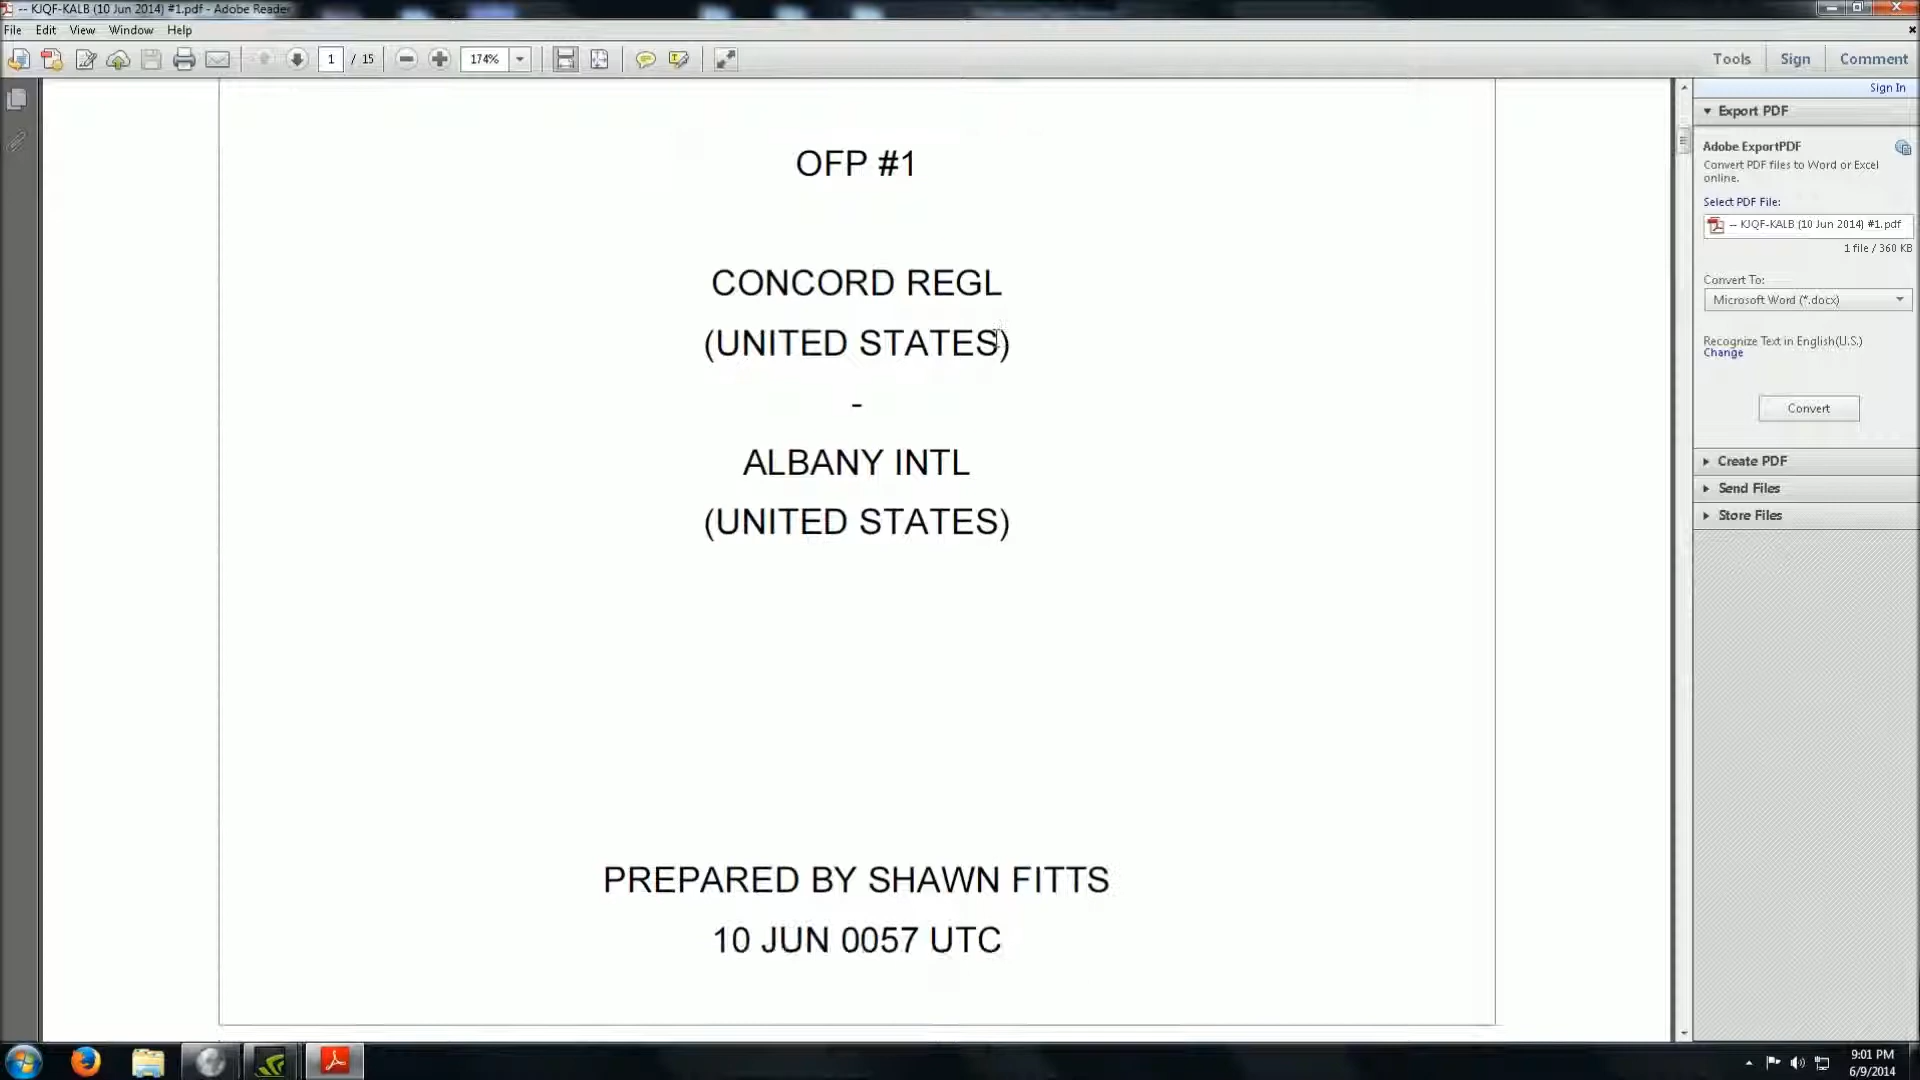 -- KJQF-KALB (10 Jun 2014) #1.pdf - Adobe Reader
File Edit View Window Help
1 / 15 174% Tools Sign Comment
Sign In
Export PDF
Adobe ExportPDF
Convert PDF files to Word or Excel
online.
Select PDF File:
-- KJQF-KALB (10 Jun 2014) #1.pdf
1 file / 360 KB
Convert To:
Microsoft Word (*.docx)
Recognize Text in English(U.S.)
Change
Convert
Create PDF
Send Files
Store Files
OFP #1
CONCORD REGL
(UNITED STATES)
-
ALBANY INTL
(UNITED STATES)
PREPARED BY SHAWN FITTS
10 JUN 0057 UTC
9:01 PM
6/9/2014